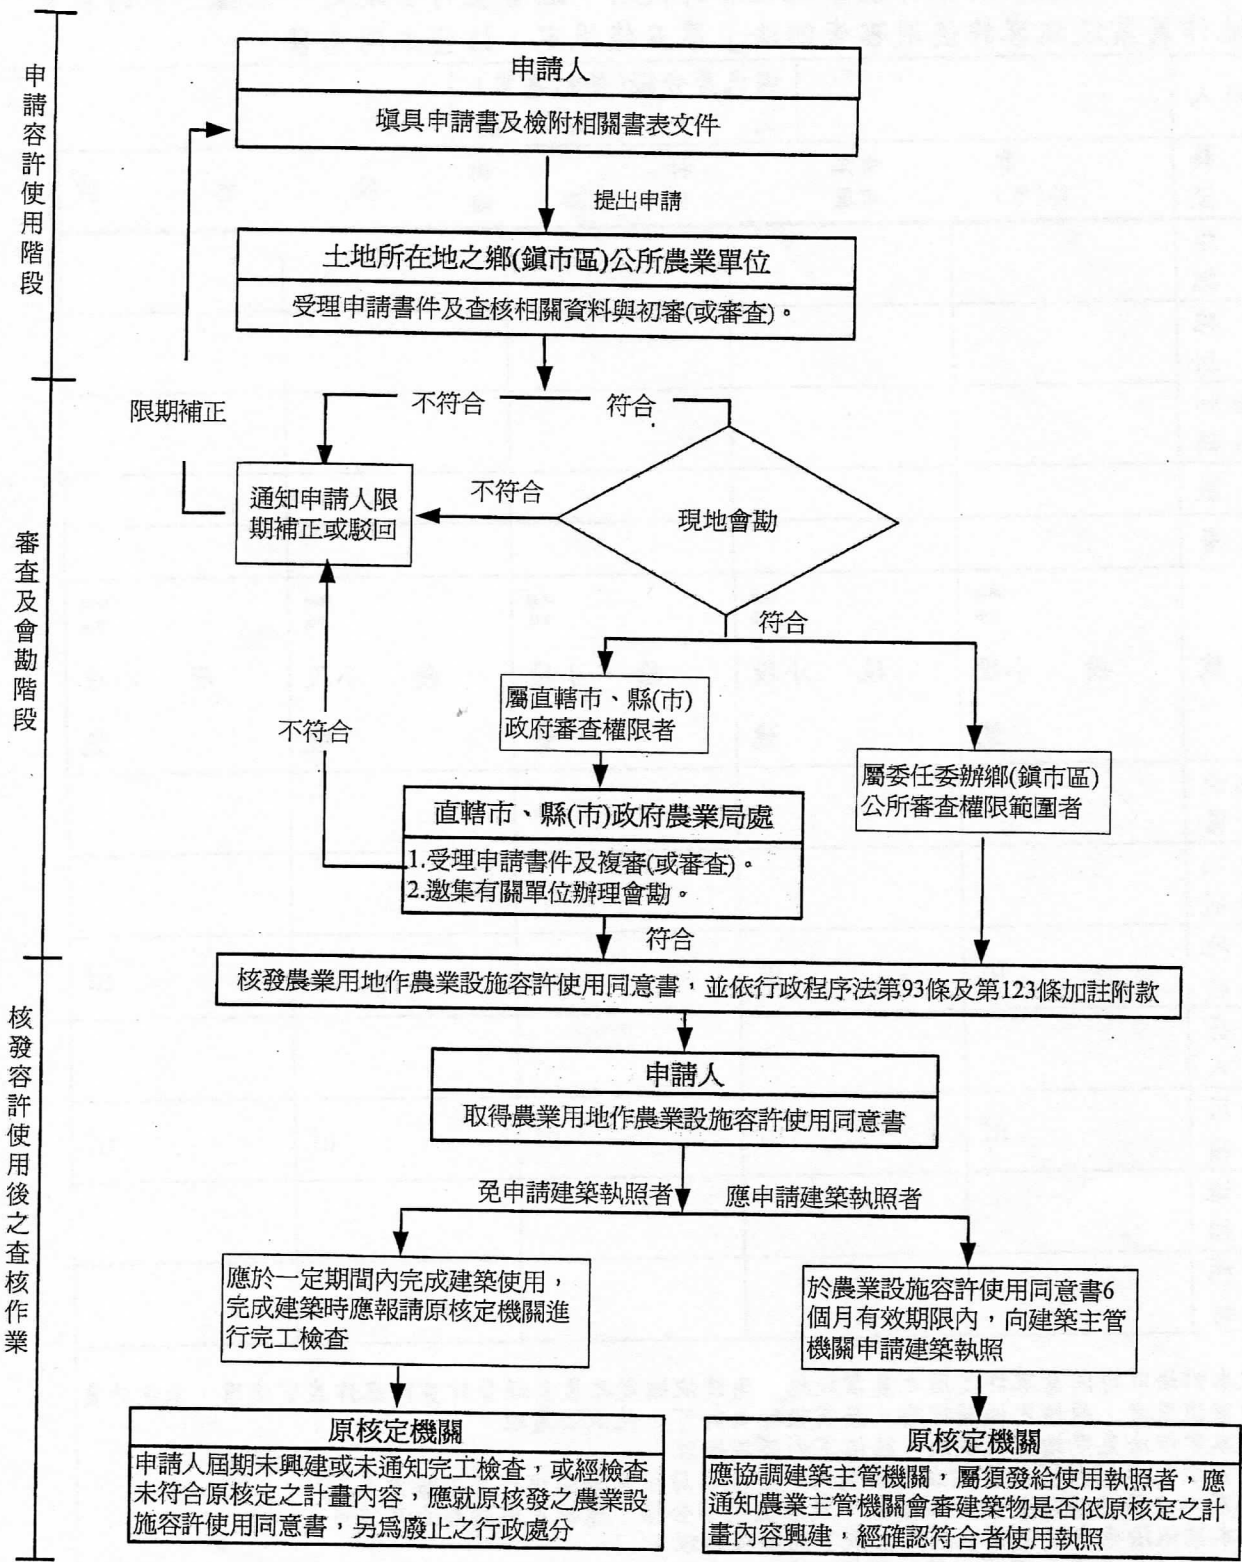 申請容許使用階段
審查及會勘階段
核發容許使用後之查核作業
申請人
填具申請書及檢附相關書表文件
提出申請
土地所在地之鄉(鎮市區)公所農業單位
受理申請書件及查核相關資料與初審(或審查)。
限期補正
不符合
符合
通知申請人限
期補正或駁回
不符合
現地會勘
符合
屬直轄市、縣(市)
政府審查權限者
不符合
屬委任委辦鄉(鎮市區)
公所審查權限範圍者
直轄市、縣(市)政府農業局處
1.受理申請書件及複審(或審查)。
2.邀集有關單位辦理會勘。
符合
核發農業用地作農業設施容許使用同意書，並依行政程序法第93條及第123條加註附款
申請人
取得農業用地作農業設施容許使用同意書
免申請建築執照者
應申請建築執照者
應於一定期間內完成建築使用，
完成建築時應報請原核定機關進
行完工檢查
於農業設施容許使用同意書6
個月有效期限內，向建築主管
機關申請建築執照
原核定機關
申請人屆期未興建或未通知完工檢查，或經檢查
未符合原核定之計畫內容，應就原核發之農業設
施容許使用同意書，另為廢止之行政處分
原核定機關
應協調建築主管機關，屬須發給使用執照者，應
通知農業主管機關會審建築物是否依原核定之計
畫內容興建，經確認符合者使用執照